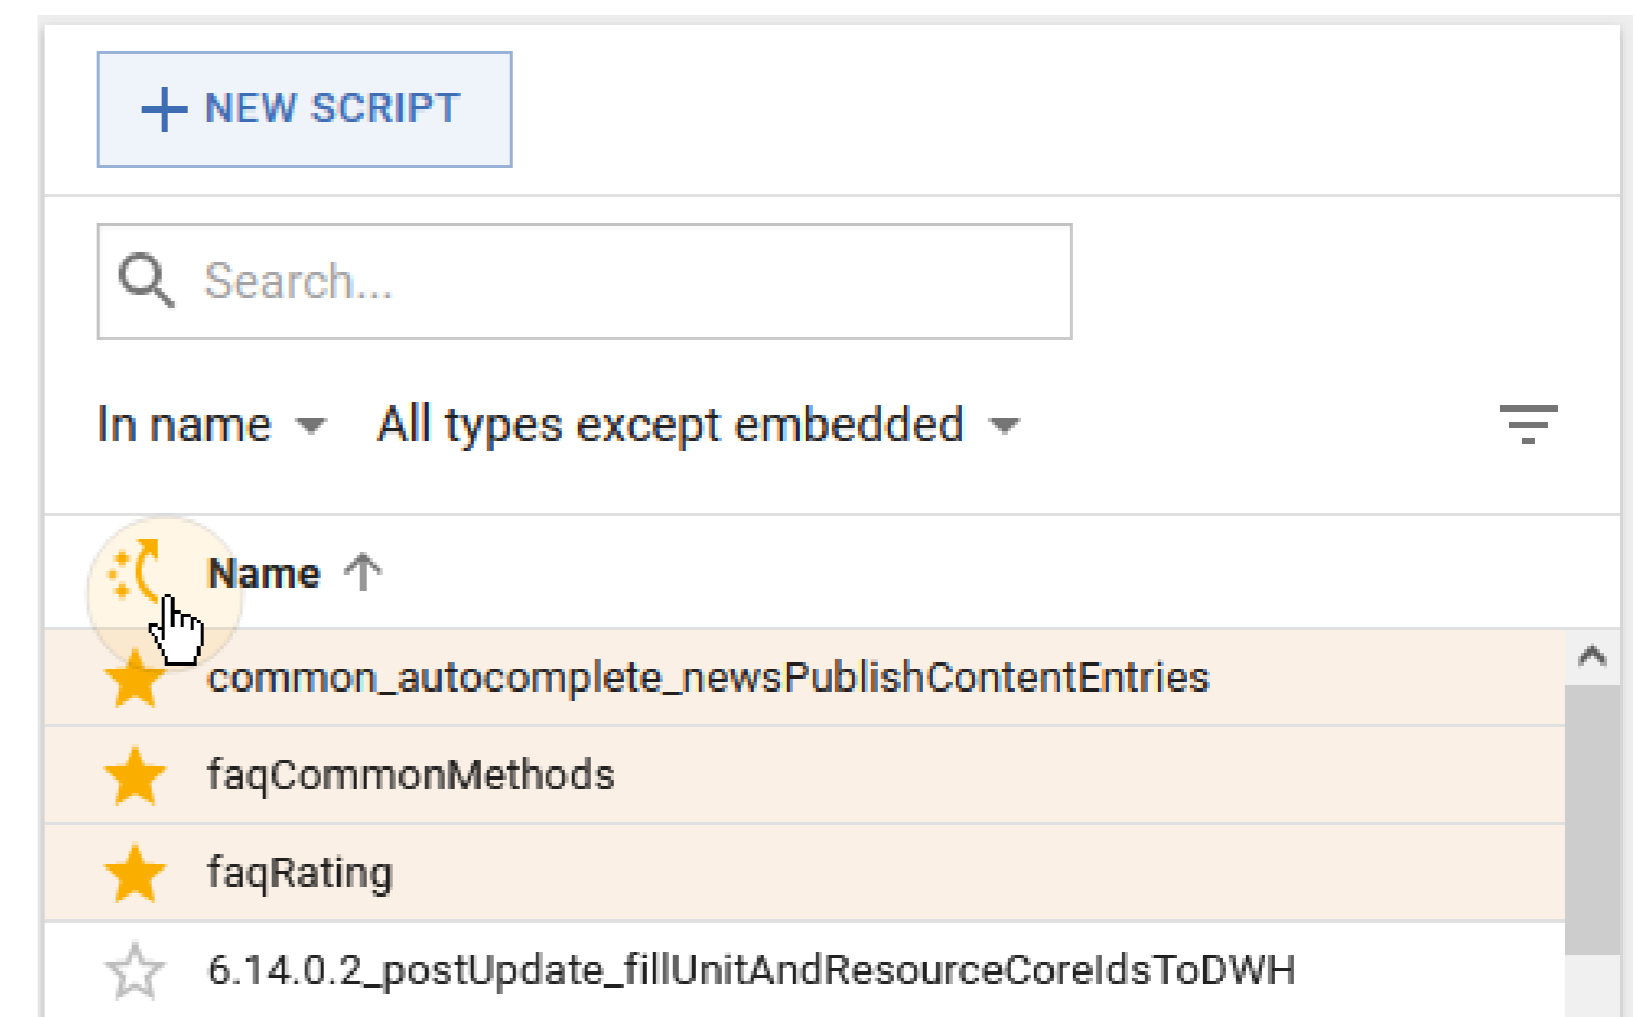 NEW SCRIPT
Search...
In name All types except embedded
Name
common_autocomplete_newsPublishContentEntries
faqCommonMethods
faqRating
6.14.0.2_postUpdate_fillUnitAndResourceCoreIdsToDWH